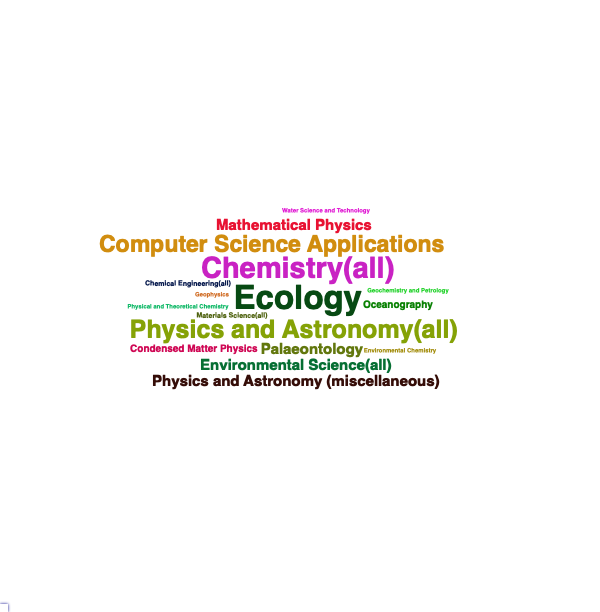 Water Science and Technology
Mathematical Physics
Computer Science Applications
Chemistry(all)
Chemical Engineering(all)
Geophysics
Ecology
Geochemistry and Petrology
Physical and Theoretical Chemistry
Oceanography
Materials Science(all)
Physics and Astronomy(all)
Condensed Matter Physics
Palaeontology
Environmental Chemistry
Environmental Science(all)
Physics and Astronomy (miscellaneous)